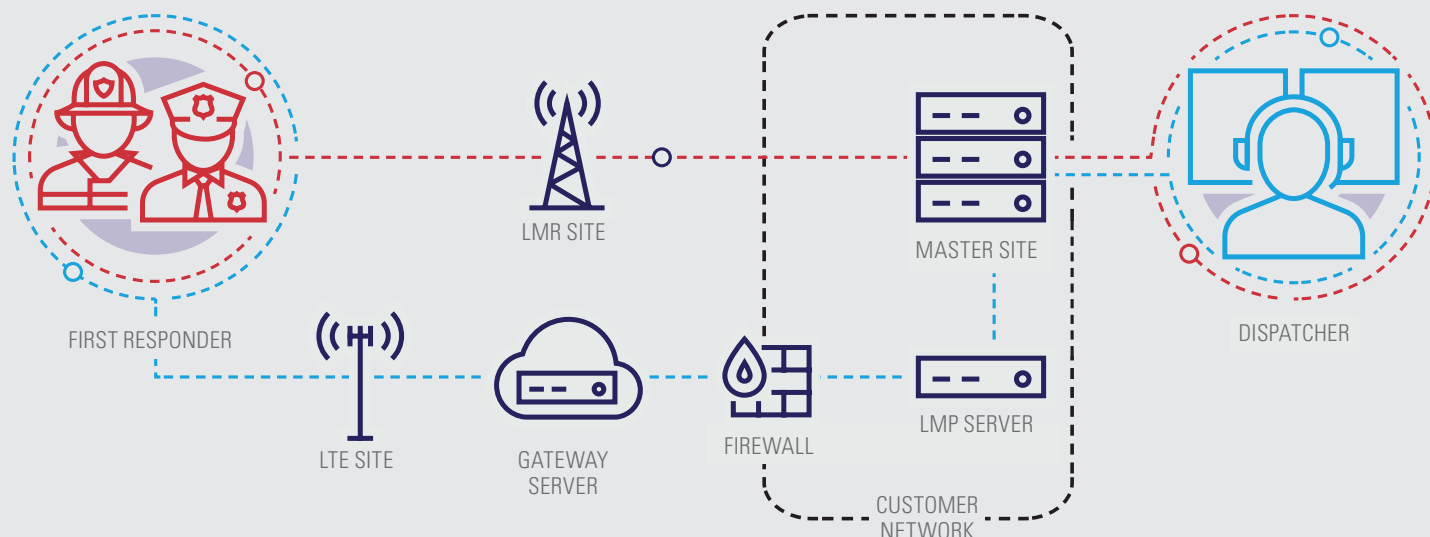 LMR SITE
MASTER SITE
FIRST RESPONDER
DISPATCHER
LTE SITE
GATEWAY
SERVER
FIREWALL
LMP SERVER
CUSTOMER
NETWORK